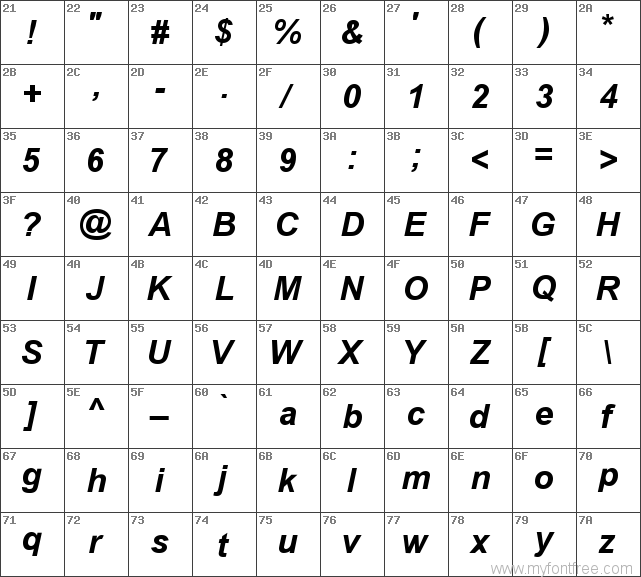 21 22 23 24 25 26 27 28 29 2A
! " # $ % & ' ( ) *
2B 2C 2D 2E 2F 30 31 32 33 34
+ , - . / 0 1 2 3 4
35 36 37 38 39 3A 3B 3C 3D 3E
5 6 7 8 9 : ; < = >
3F 40 41 42 43 44 45 46 47 48
? @ A B C D E F G H
49 4A 4B 4C 4D 4E 4F 50 51 52
I J K L M N O P Q R
53 54 55 56 57 58 59 5A 5B 5C
S T U V W X Y Z [ \
5D 5E 5F 60 61 62 63 64 65 66
] ^ _ ` a b c d e f
67 68 69 6A 6B 6C 6D 6E 6F 70
g h i j k l m n o p
71 72 73 74 75 76 77 78 79 7A
q r s t u v w x y z
www.myfontfree.com